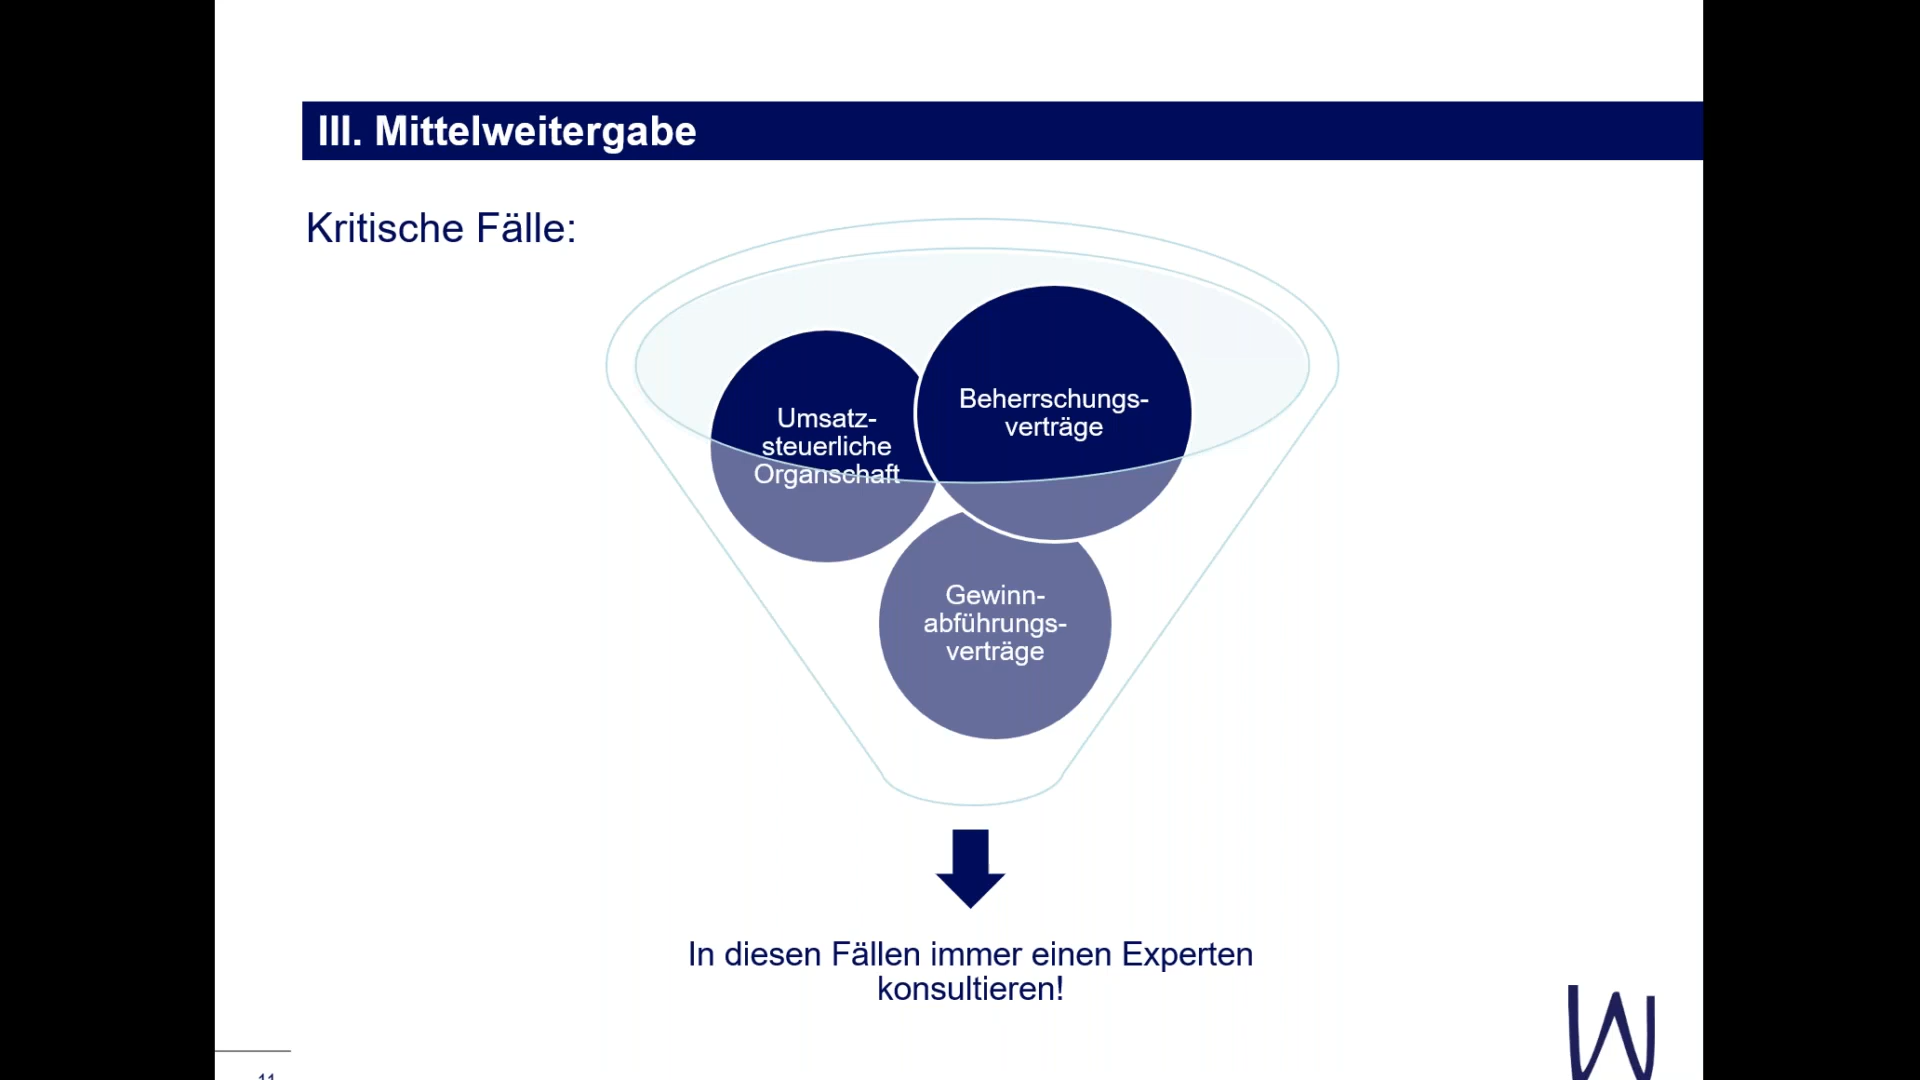 III. Mittelweitergabe
Kritische Fälle:
Umsatz-
steuerliche
Organschaft
Beherrschungs-
verträge
Gewinn-
abführungs-
verträge
In diesen Fällen immer einen Experten
konsultieren!
W
11